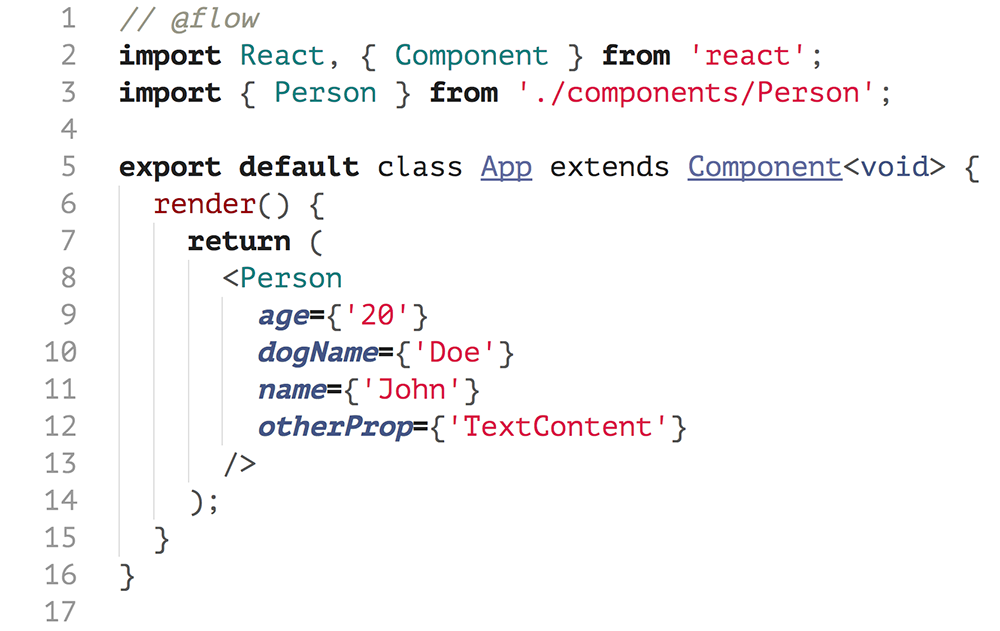 1 // @flow
2 import React, { Component } from 'react';
3 import { Person } from './components/Person';
4
5 export default class App extends Component<void> {
6   render() {
7     return (
8       <Person
9         age={'20'}
10         dogName={'Doe'}
11         name={'John'}
12         otherProp={'TextContent'}
13       />
14     );
15   }
16 }
17